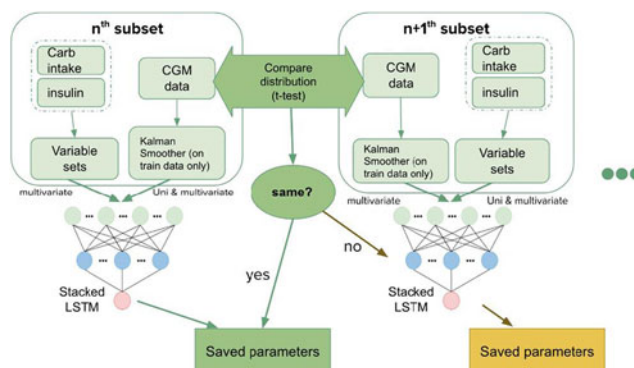 nth subset
Carb
intake
insulin
CGM
data
Variable
sets
Kalman
Smoother (on
train data only)
multivariate
Uni & multivariate
Stacked
LSTM
Compare
distribution
(t-test)
same?
yes
no
Saved parameters
n+1th subset
CGM
data
Carb
intake
insulin
Kalman
Smoother (on
train data only)
Variable
sets
multivariate
Uni & multivariate
Stacked
LSTM
Saved parameters